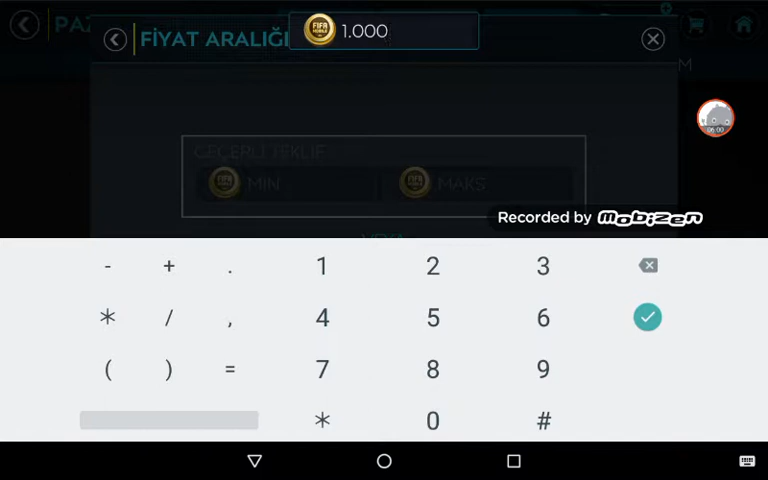 PAZ
FİYAT ARALIĞI
1.000
M
06:00
GEÇERLİ TEKLİF
MIN
MAKS
Recorded by mobizen
VEYA
- + . 1 2 3
* / , 4 5 6
( ) = 7 8 9
* 0 #